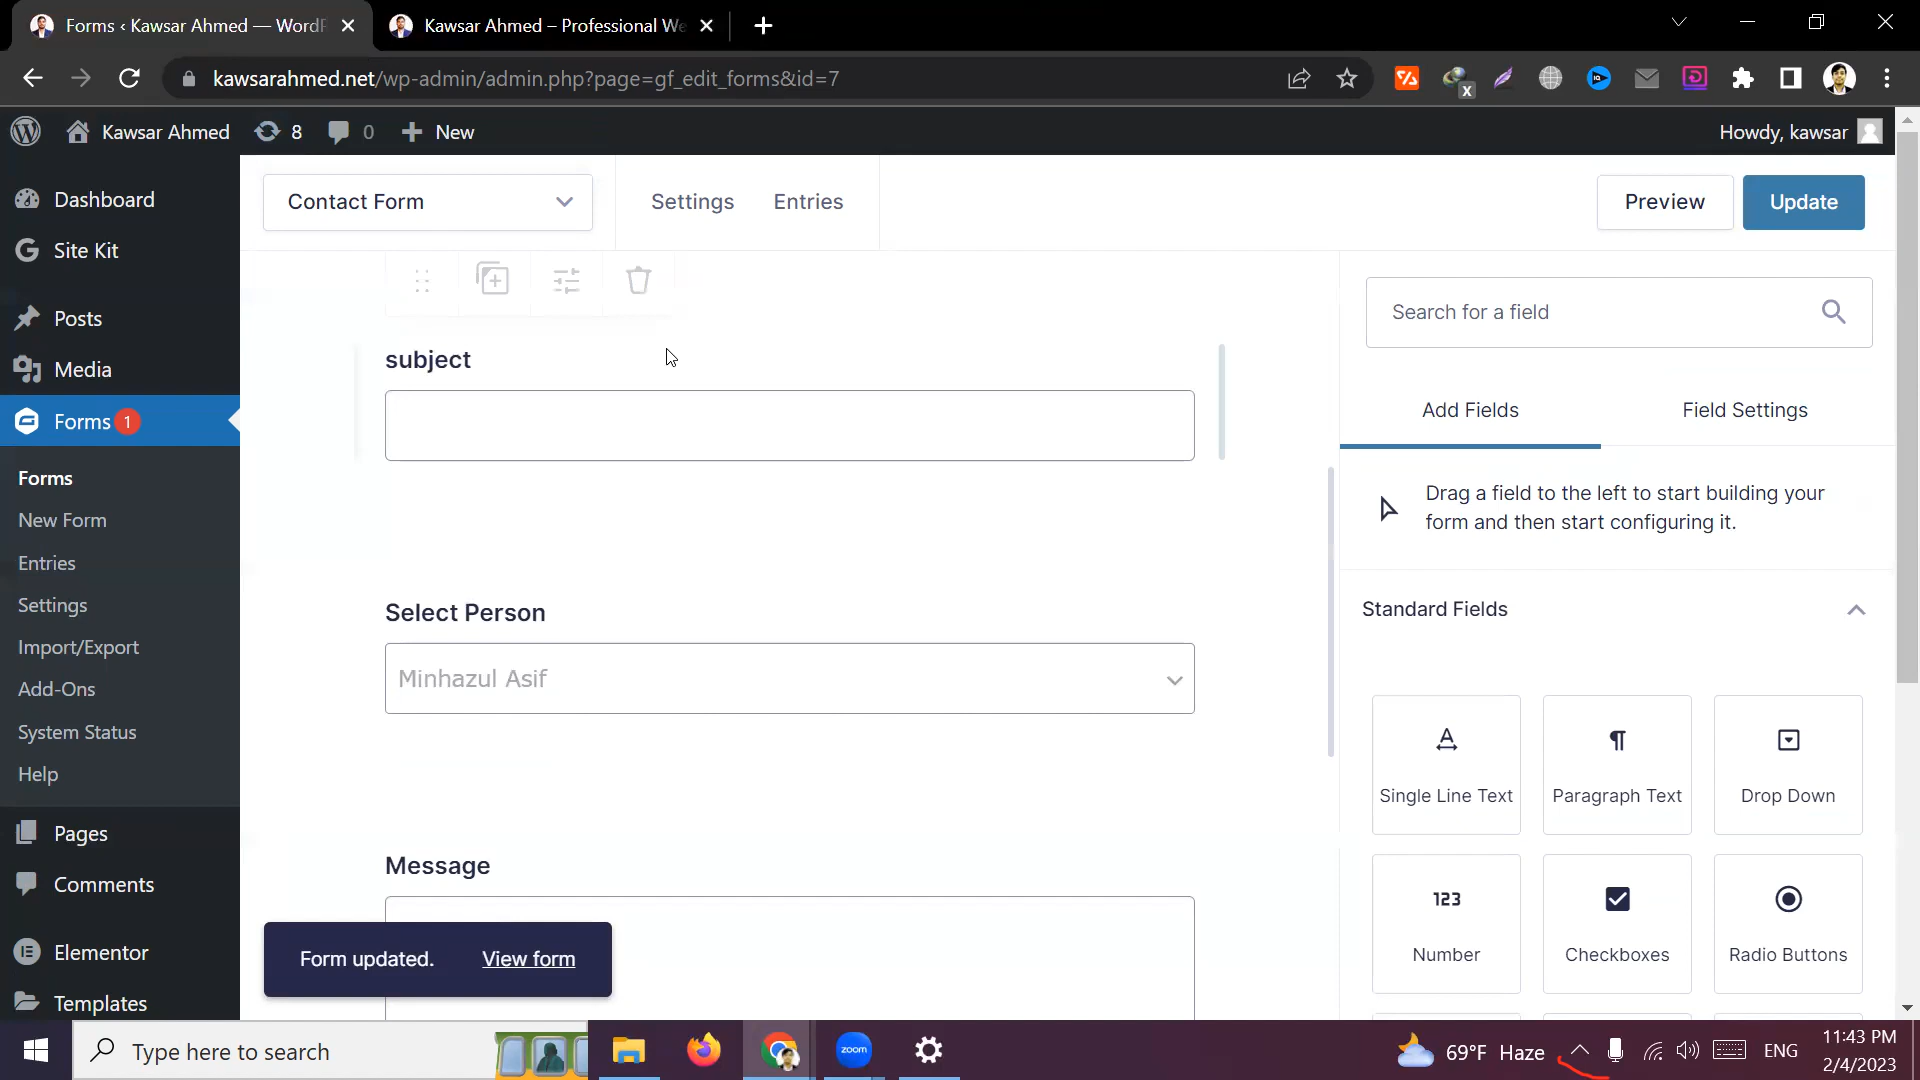 Forms ‹ Kawsar Ahmed — WordP
Kawsar Ahmed – Professional We
kawsarahmed.net/wp-admin/admin.php?page=gf_edit_forms&id=7
Kawsar Ahmed
8
0
New
Howdy, kawsar
Dashboard
Site Kit
Posts
Media
Forms 1
Forms
New Form
Entries
Settings
Import/Export
Add-Ons
System Status
Help
Pages
Comments
Elementor
Templates
Contact Form
Settings
Entries
Preview
Update
subject
Select Person
Minhazul Asif
Message
Form updated. View form
Search for a field
Add Fields
Field Settings
Drag a field to the left to start building your
form and then start configuring it.
Standard Fields
Single Line Text
Paragraph Text
Drop Down
123
Number
Checkboxes
Radio Buttons
Type here to search
zoom
69°F Haze
ENG
11:43 PM
2/4/2023